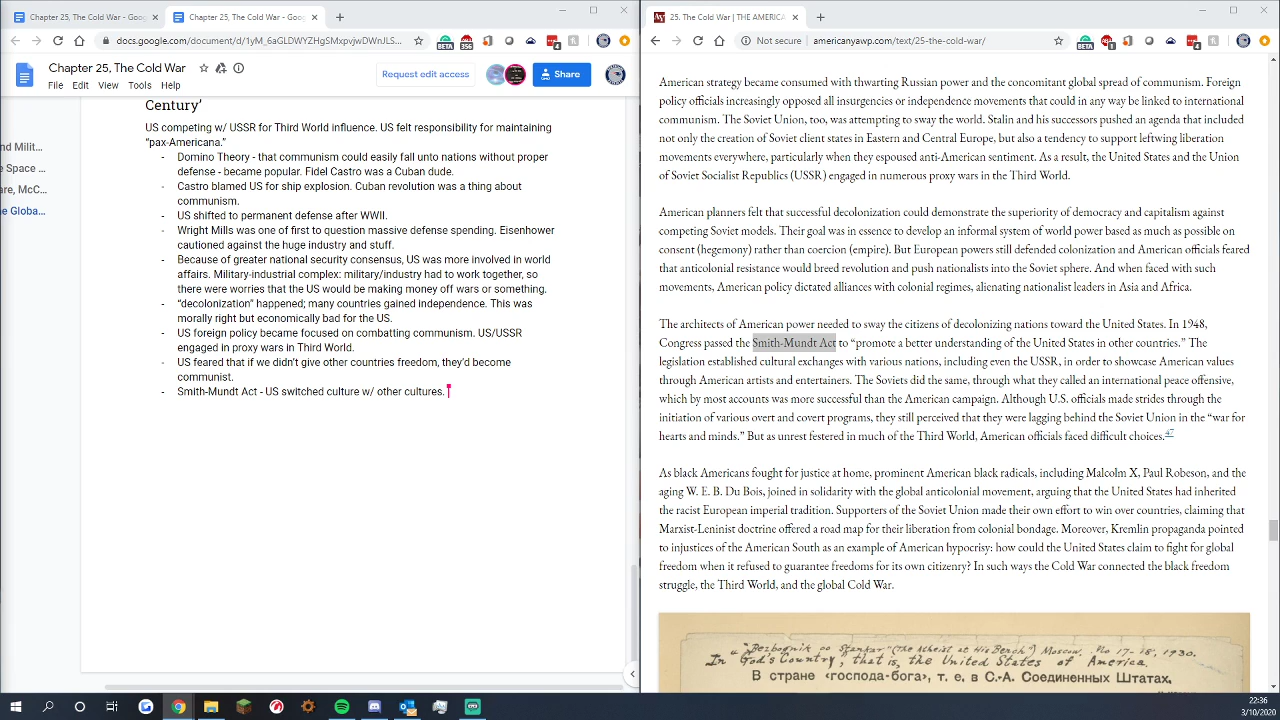 Chapter 25, The Cold War - Goog
Chapter 25, The Cold War - Goog
docs.google.com/document/d/1yM_6aGLDWYZHgSMxpvjwDWnJLS...
BETA
355
4
Chapter 25, The Cold War
File Edit View Tools Help
Request edit access
Share
nd Milit...
e Space ...
are, McC...
e Globa...
Century’
US competing w/ USSR for Third World influence. US felt responsibility for maintaining
“pax-Americana.”
- Domino Theory - that communism could easily fall unto nations without proper
defense - became popular. Fidel Castro was a Cuban dude.
- Castro blamed US for ship explosion. Cuban revolution was a thing about
communism.
- US shifted to permanent defense after WWII.
- Wright Mills was one of first to question massive defense spending. Eisenhower
cautioned against the huge industry and stuff.
- Because of greater national security consensus, US was more involved in world
affairs. Military-industrial complex: military/industry had to work together, so
there were worries that the US would be making money off wars or something.
- “decolonization” happened; many countries gained independence. This was
morally right but economically bad for the US.
- US foreign policy became focused on combatting communism. US/USSR
engaged in proxy wars in Third World.
- US feared that if we didn’t give other countries freedom, they’d become
communist.
- Smith-Mundt Act - US switched culture w/ other cultures.
25. The Cold War | THE AMERICA
Not secure americanyawp.com/text/25-the-cold-war/
BETA
1
4
American strategy became consumed with thwarting Russian power and the concomitant global spread of communism. Foreign
policy officials increasingly opposed all insurgencies or independence movements that could in any way be linked to international
communism. The Soviet Union, too, was attempting to sway the world. Stalin and his successors pushed an agenda that included
not only the creation of Soviet client states in Eastern and Central Europe, but also a tendency to support leftwing liberation
movements everywhere, particularly when they espoused anti-American sentiment. As a result, the United States and the Union
of Soviet Socialist Republics (USSR) engaged in numerous proxy wars in the Third World.
American planners felt that successful decolonization could demonstrate the superiority of democracy and capitalism against
competing Soviet models. Their goal was in essence to develop an informal system of world power based as much as possible on
consent (hegemony) rather than coercion (empire). But European powers still defended colonization and American officials feared
that anticolonial resistance would breed revolution and push nationalists into the Soviet sphere. And when faced with such
movements, American policy dictated alliances with colonial regimes, alienating nationalist leaders in Asia and Africa.
The architects of American power needed to sway the citizens of decolonizing nations toward the United States. In 1948,
Congress passed the Smith-Mundt Act to “promote a better understanding of the United States in other countries.” The
legislation established cultural exchanges with various nations, including even the USSR, in order to showcase American values
through American artists and entertainers. The Soviets did the same, through what they called an international peace offensive,
which by most accounts was more successful than the American campaign. Although U.S. officials made strides through the
initiation of various overt and covert programs, they still perceived that they were lagging behind the Soviet Union in the “war for
hearts and minds.” But as unrest festered in much of the Third World, American officials faced difficult choices.47
As black Americans fought for justice at home, prominent American black radicals, including Malcolm X, Paul Robeson, and the
aging W. E. B. Du Bois, joined in solidarity with the global anticolonial movement, arguing that the United States had inherited
the racist European imperial tradition. Supporters of the Soviet Union made their own effort to win over countries, claiming that
Marxist-Leninist doctrine offered a road map for their liberation from colonial bondage. Moreover, Kremlin propaganda pointed
to injustices of the American South as an example of American hypocrisy: how could the United States claim to fight for global
freedom when it refused to guarantee freedoms for its own citizenry? In such ways the Cold War connected the black freedom
struggle, the Third World, and the global Cold War.
"Bezbognik co Stankar" (The Atheist at His Bench") Moscow. No 17-18, 1930.
In "God's Country", that is, the United States of America.
В стране «господа-бога», т. е. в С.-А. Соединенных Штатах.
22:36
3/10/2020